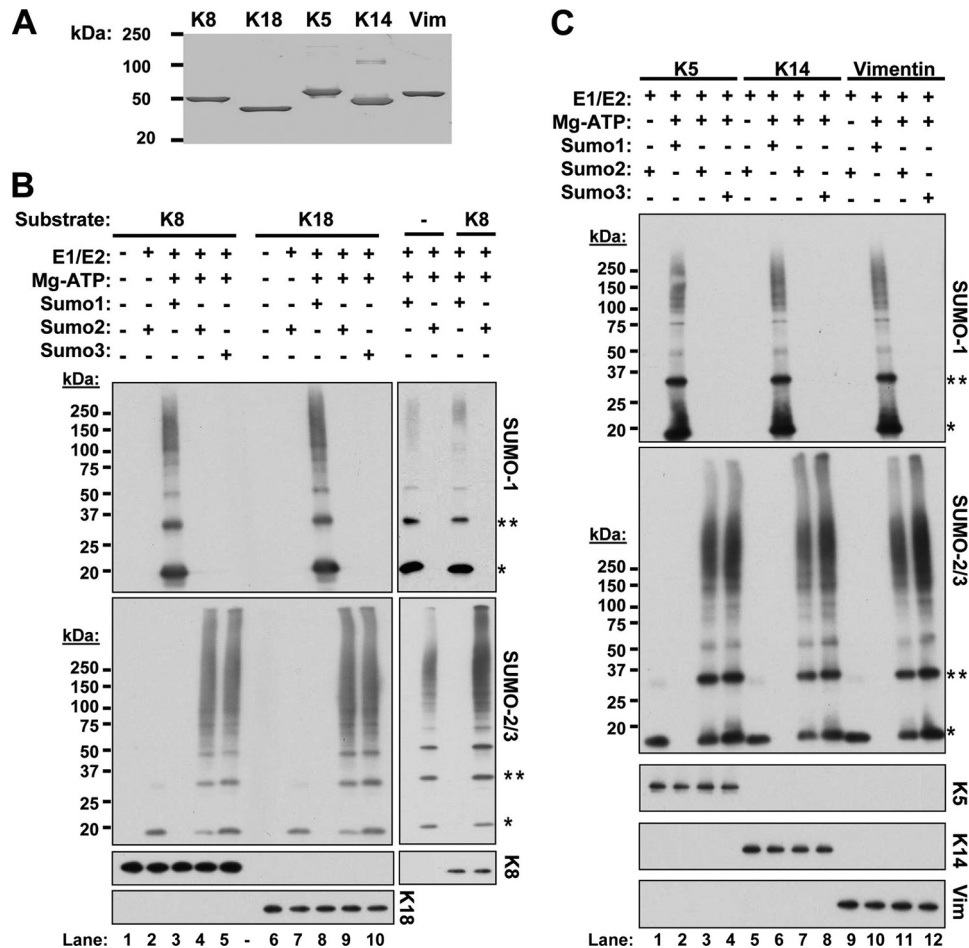 A
K8 K18 K5 K14 Vim
kDa:
250
100
50
20
B
Substrate: K8 K18 - K8
E1/E2: - + + + + - + + + + + + + +
Mg-ATP: - - + + + - - + + + + + + +
Sumo1: - - + - - - - + - - + - + -
Sumo2: - + - + - - + - + - - + - +
Sumo3: - - - - + - - - - +
kDa:
250
150
100
75
50
37
25
20
SUMO-1
**
*
kDa:
250
150
100
75
50
37
25
20
SUMO-2/3
**
*
K8
K18
Lane: 1 2 3 4 5 - 6 7 8 9 10
C
K5 K14 Vimentin
E1/E2: + + + + + + + + + + + +
Mg-ATP: - + + + - + + + - + + +
Sumo1: - + - - - + - - - + - -
Sumo2: + - + - + - + - + - + -
Sumo3: - - - + - - - + - - - +
kDa:
250
150
100
75
50
37
25
20
SUMO-1
**
*
kDa:
250
150
100
75
50
37
25
20
SUMO-2/3
**
*
K5
K14
Vim
Lane: 1 2 3 4 5 6 7 8 9 10 11 12